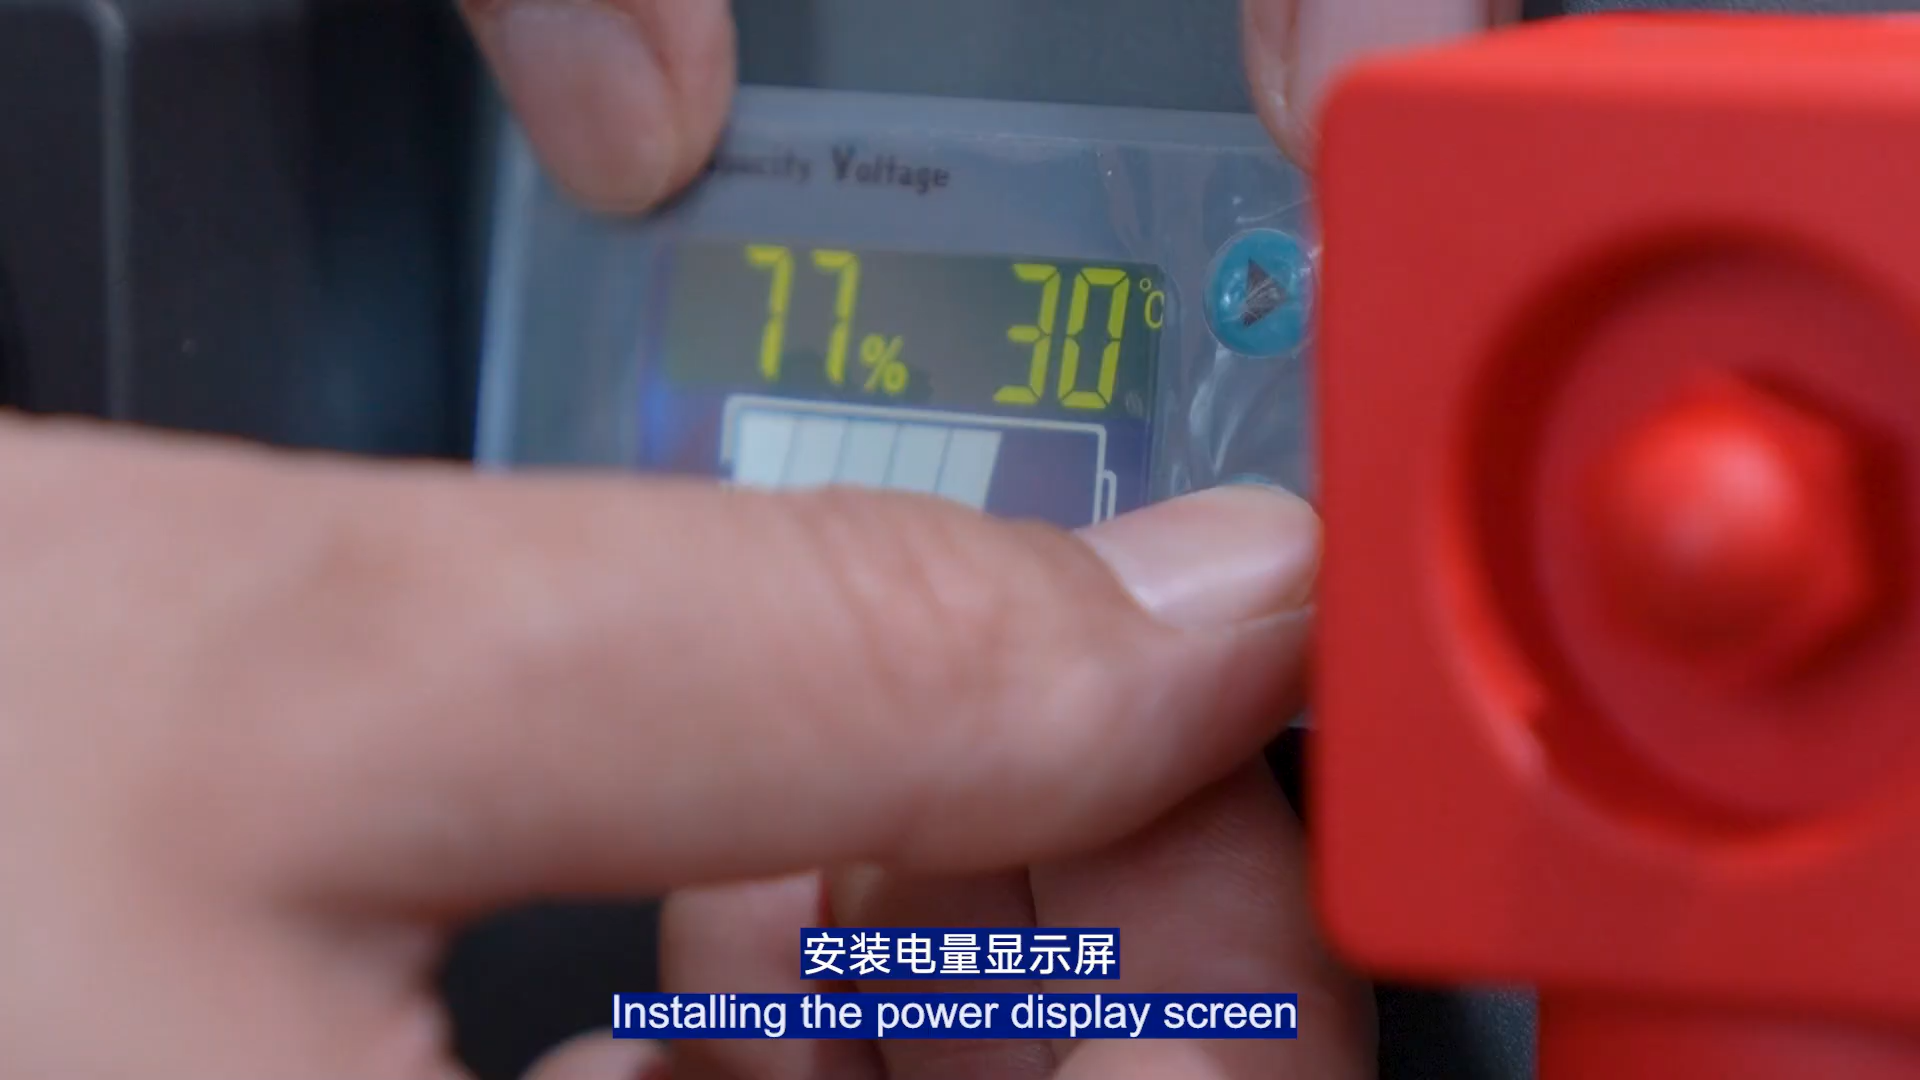 Voltage
77% 30°C
安装电量显示屏
Installing the power display screen